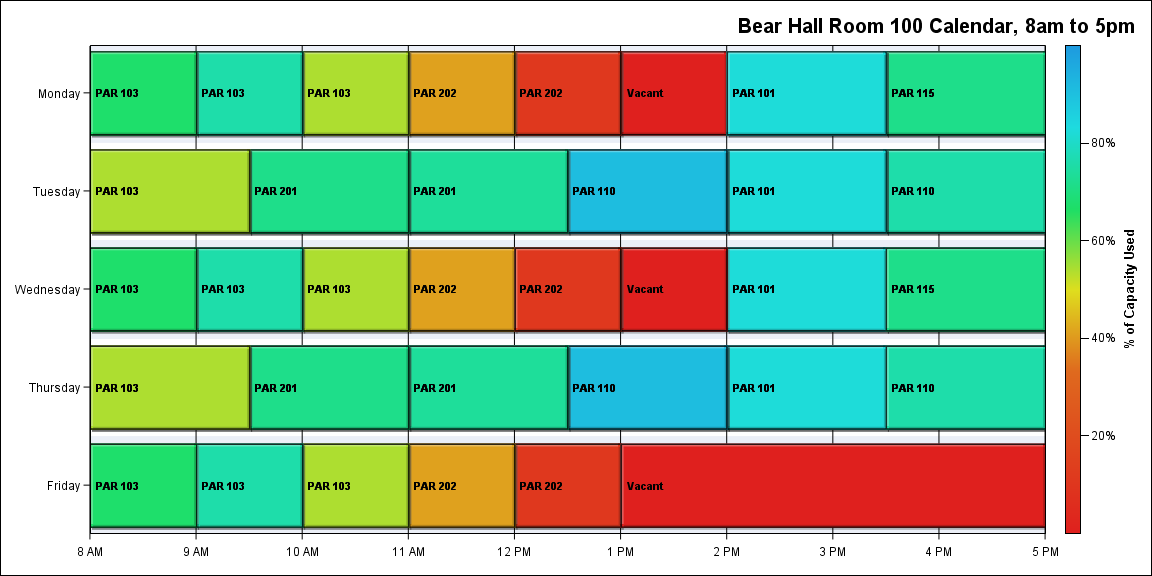 Bear Hall Room 100 Calendar, 8am to 5pm
Monday
PAR 103
PAR 103
PAR 103
PAR 202
PAR 202
Vacant
PAR 101
PAR 115
Tuesday
PAR 103
PAR 201
PAR 201
PAR 110
PAR 101
PAR 110
Wednesday
PAR 103
PAR 103
PAR 103
PAR 202
PAR 202
Vacant
PAR 101
PAR 115
Thursday
PAR 103
PAR 201
PAR 201
PAR 110
PAR 101
PAR 110
Friday
PAR 103
PAR 103
PAR 103
PAR 202
PAR 202
Vacant
8 AM
9 AM
10 AM
11 AM
12 PM
1 PM
2 PM
3 PM
4 PM
5 PM
80%
60%
40%
20%
% of Capacity Used